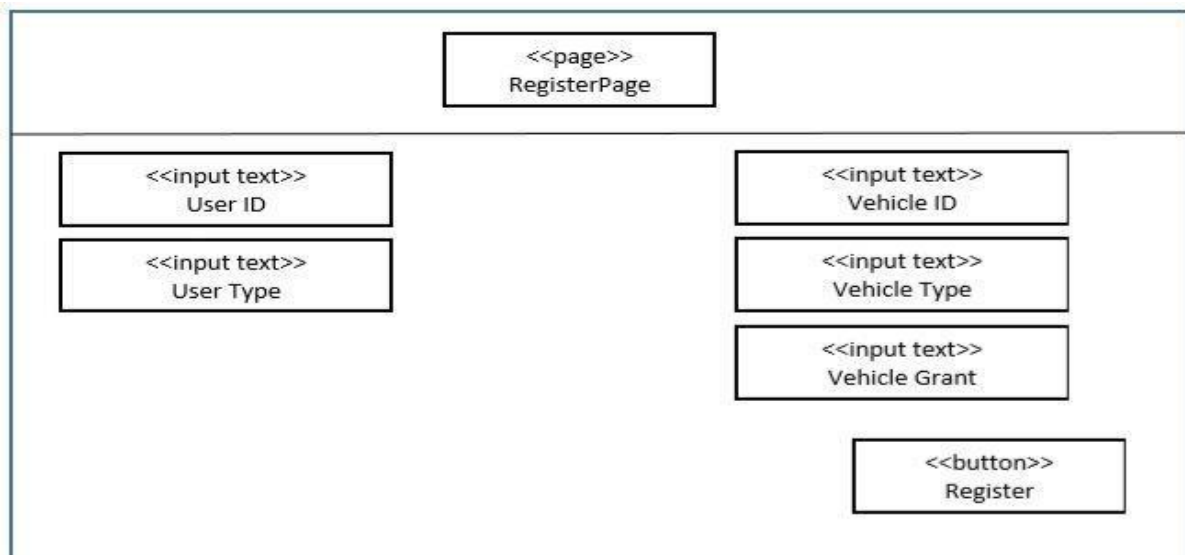 <<page>>
RegisterPage
<<input text>>
User ID
<<input text>>
User Type
<<input text>>
Vehicle ID
<<input text>>
Vehicle Type
<<input text>>
Vehicle Grant
<<button>>
Register